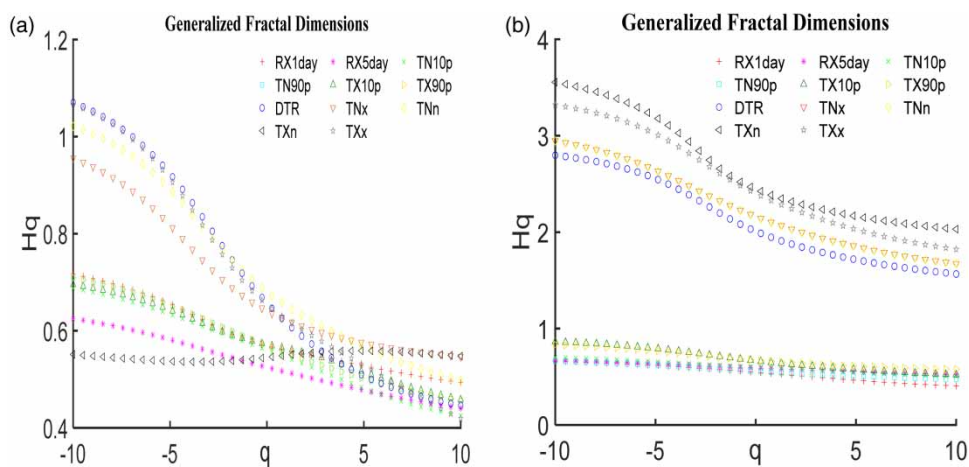 (a)
Generalized Fractal Dimensions
1.2
1
0.8
0.6
0.4
Hq
RX1day RX5day TN10p
TN90p TX10p TX90p
DTR TNx TNn
TXn TXx
-10 -5 0 5 10
q
(b)
Generalized Fractal Dimensions
4
3
2
1
0
Hq
RX1day RX5day TN10p
TN90p TX10p TX90p
DTR TNx TNn
TXn TXx
-10 -5 0 5 10
q